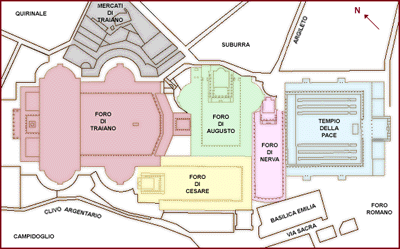 MERCATI
DI
TRAIANO
QUIRINALE
SUBURRA
ARGILETO
N
FORO
DI
TRAIANO
FORO
DI
AUGUSTO
FORO
DI
NERVA
TEMPIO
DELLA
PACE
FORO
DI
CESARE
CLIVO ARGENTARIO
CAMPIDOGLIO
BASILICA EMILIA
VIA SACRA
FORO
ROMANO